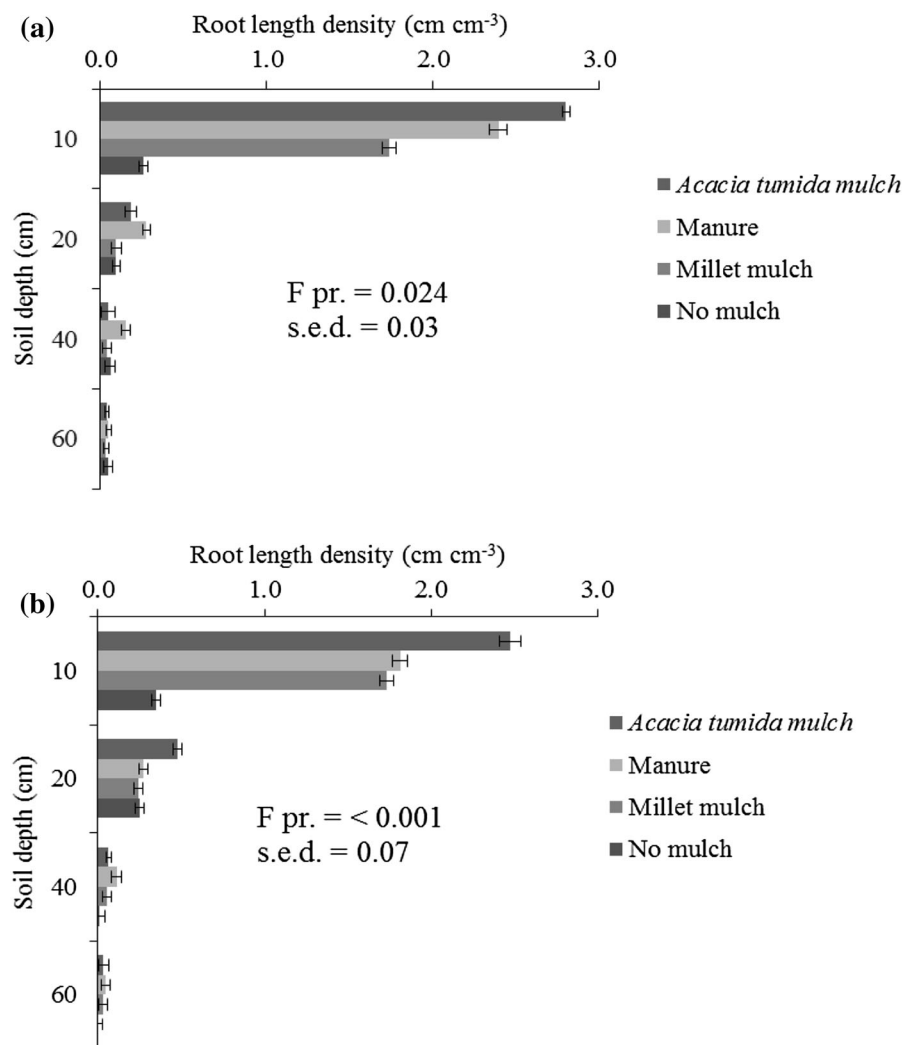 (a)
Root length density (cm cm-3)
0.0 1.0 2.0 3.0
Soil depth (cm)
10
20
40
60
F pr. = 0.024
s.e.d. = 0.03
Acacia tumida mulch
Manure
Millet mulch
No mulch
(b)
Root length density (cm cm-3)
0.0 1.0 2.0 3.0
Soil depth (cm)
10
20
40
60
F pr. = < 0.001
s.e.d. = 0.07
Acacia tumida mulch
Manure
Millet mulch
No mulch